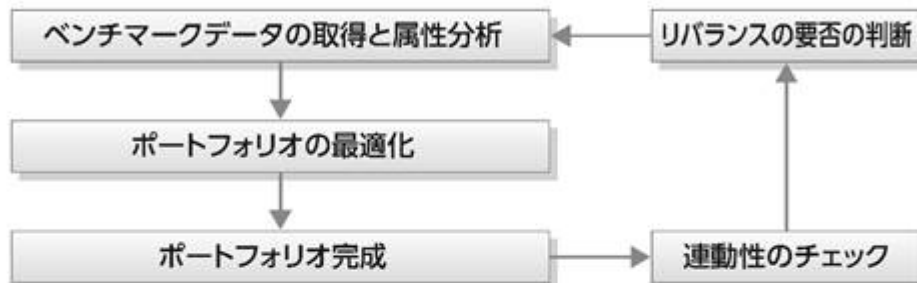 ベンチマークデータの取得と属性分析
リバランスの要否の判断
ポートフォリオの最適化
ポートフォリオ完成
連動性のチェック